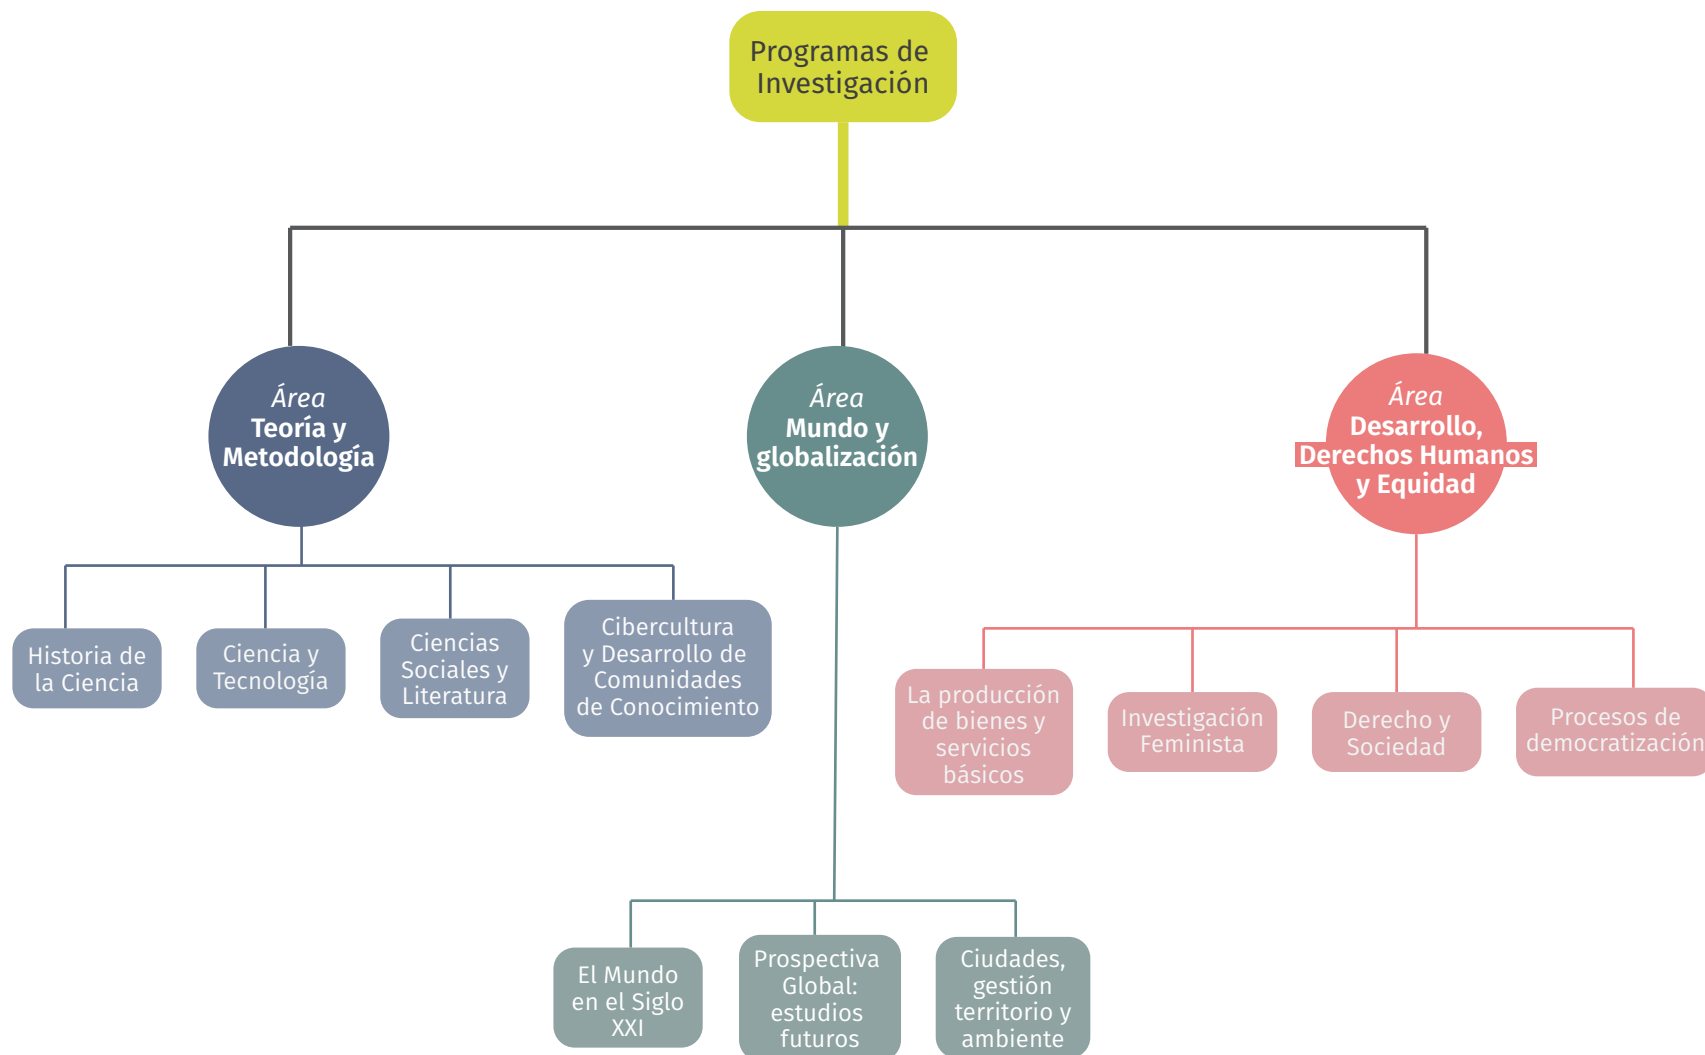 Programas de
Investigación
Área
Teoría y
Metodología
Área
Mundo y
globalización
Área
Desarrollo,
Derechos Humanos
y Equidad
Historia de
la Ciencia
Ciencia y
Tecnología
Ciencias
Sociales y
Literatura
Cibercultura
y Desarrollo de
Comunidades
de Conocimiento
La producción
de bienes y
servicios
básicos
Investigación
Feminista
Derecho y
Sociedad
Procesos de
democratización
El Mundo
en el Siglo
XXI
Prospectiva
Global:
estudios
futuros
Ciudades,
gestión
territorio y
ambiente